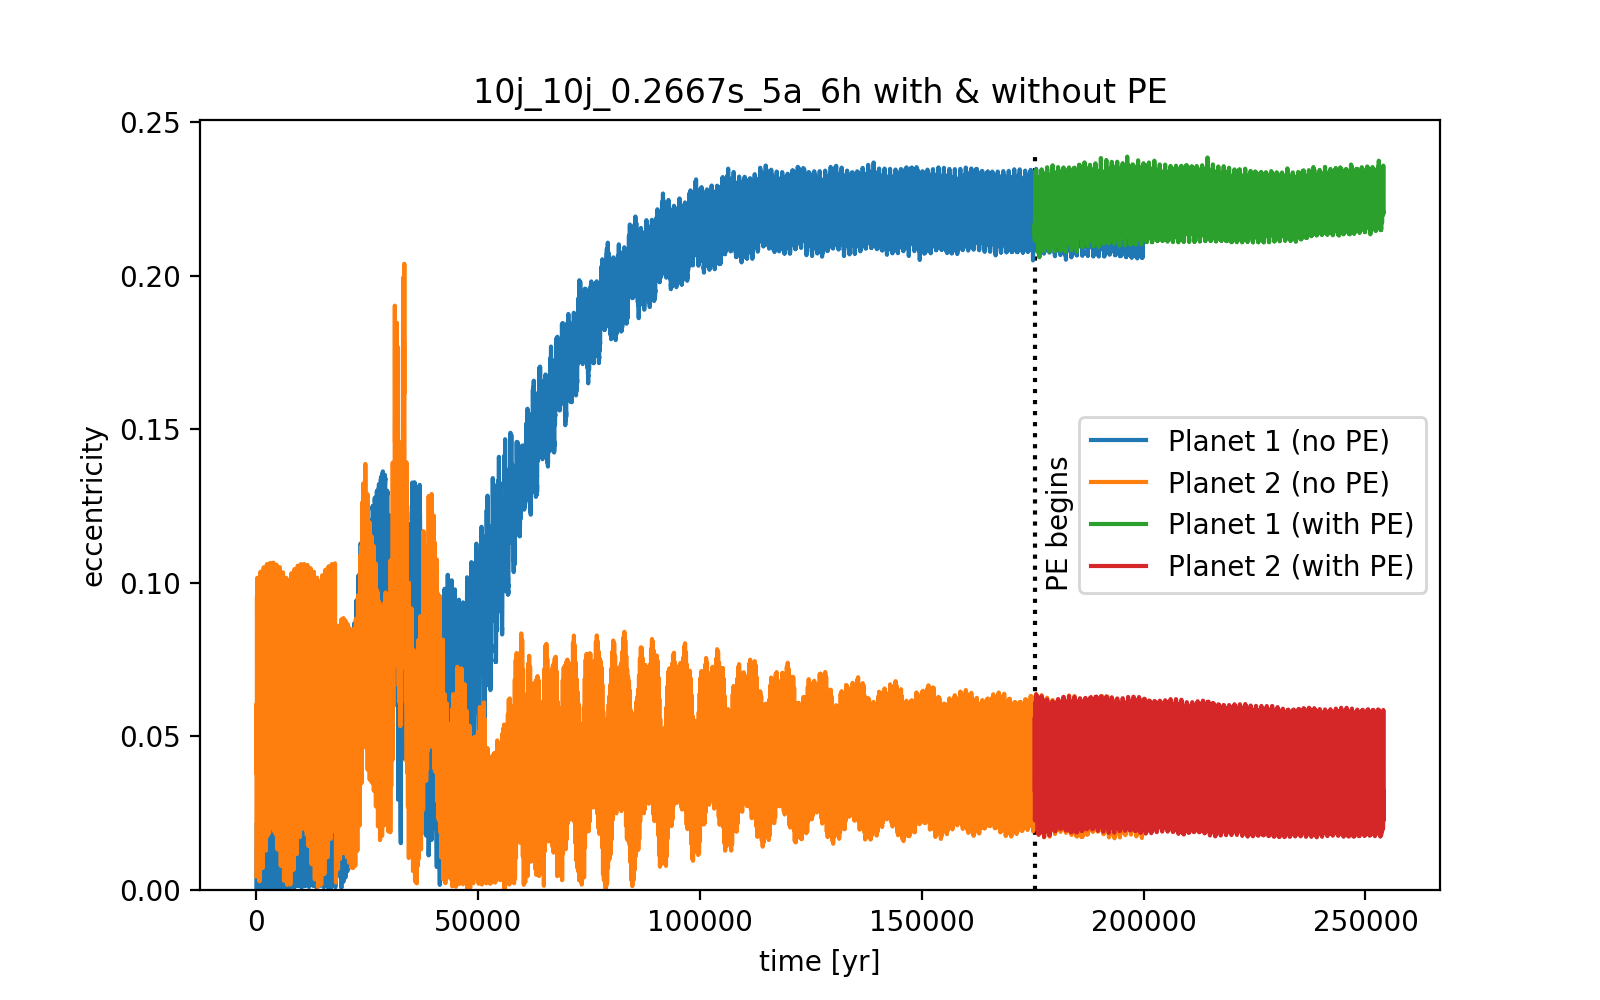 10j_10j_0.2667s_5a_6h with & without PE
0.25
0.20
0.15
0.10
0.05
0.00
eccentricity
PE begins
Planet 1 (no PE)
Planet 2 (no PE)
Planet 1 (with PE)
Planet 2 (with PE)
0
50000
100000
150000
200000
250000
time [yr]